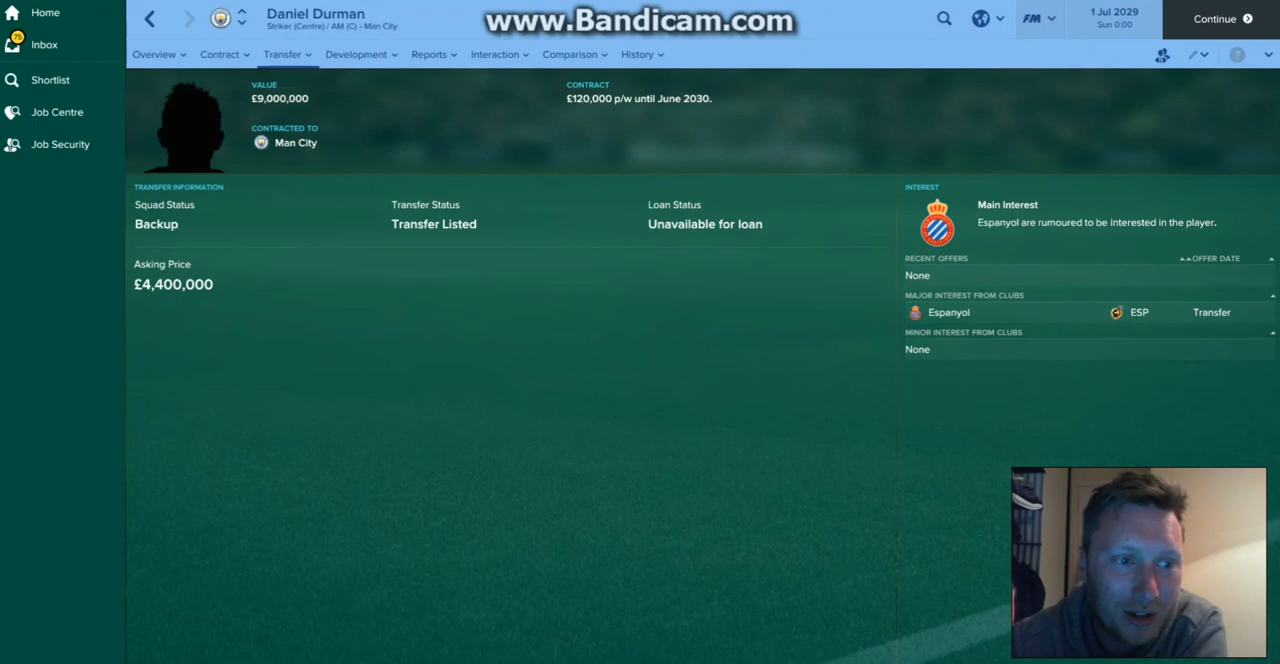 Home
75
Inbox
Shortlist
Job Centre
Job Security
Daniel Durman
Striker (Centre) / AM (C) - Man City
www.Bandicam.com
FM
1 Jul 2029
Sun 0:00
Continue
Overview
Contract
Transfer
Development
Reports
Interaction
Comparison
History
?
VALUE
£9,000,000
CONTRACT
£120,000 p/w until June 2030.
CONTRACTED TO
Man City
TRANSFER INFORMATION
Squad Status
Backup
Transfer Status
Transfer Listed
Loan Status
Unavailable for loan
Asking Price
£4,400,000
INTEREST
Main Interest
Espanyol are rumoured to be interested in the player.
RECENT OFFERS
OFFER DATE
None
MAJOR INTEREST FROM CLUBS
Espanyol
ESP
Transfer
MINOR INTEREST FROM CLUBS
None